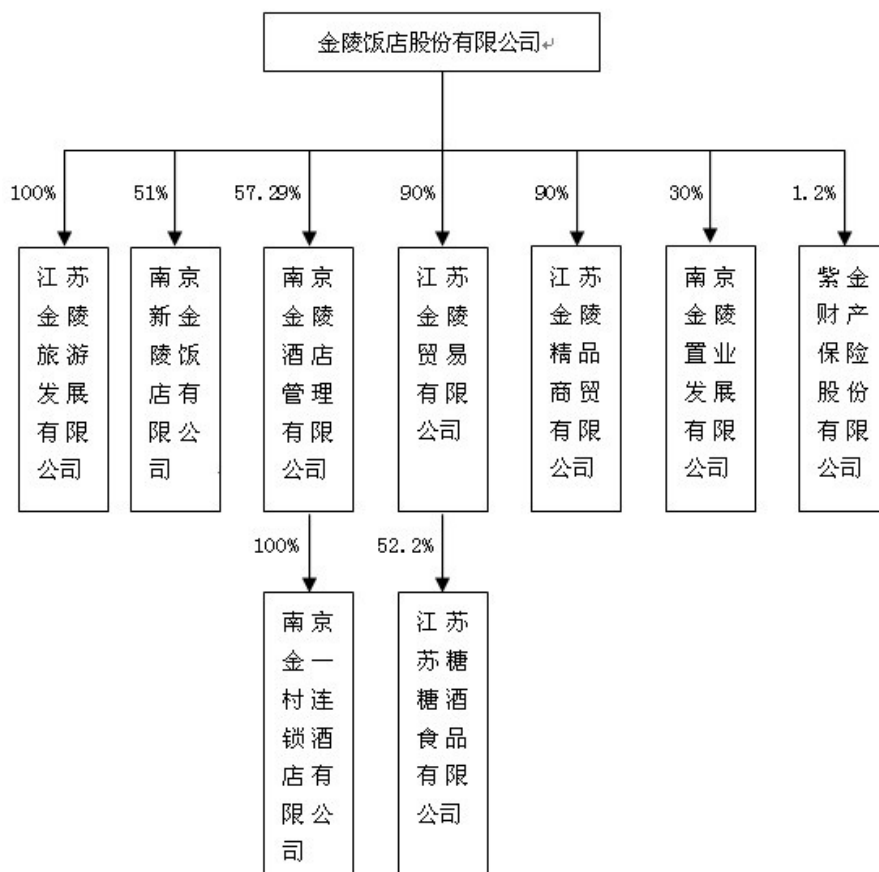 金陵饭店股份有限公司
100%
51%
57.29%
90%
90%
30%
1.2%
江苏
金陵
旅游
发展
有限
公司
南京
新金
陵饭
店有
限公
司
南京
金陵
酒店
管理
有限
公司
江苏
金陵
贸易
有限
公司
江苏
金陵
精品
商贸
有限
公司
南京
金陵
置业
发展
有限
公司
紫金
财产
保险
股份
有限
公司
100%
52.2%
南京
金一
村连
锁酒
店有
限公
司
江苏
苏糖
糖酒
食品
有限
公司